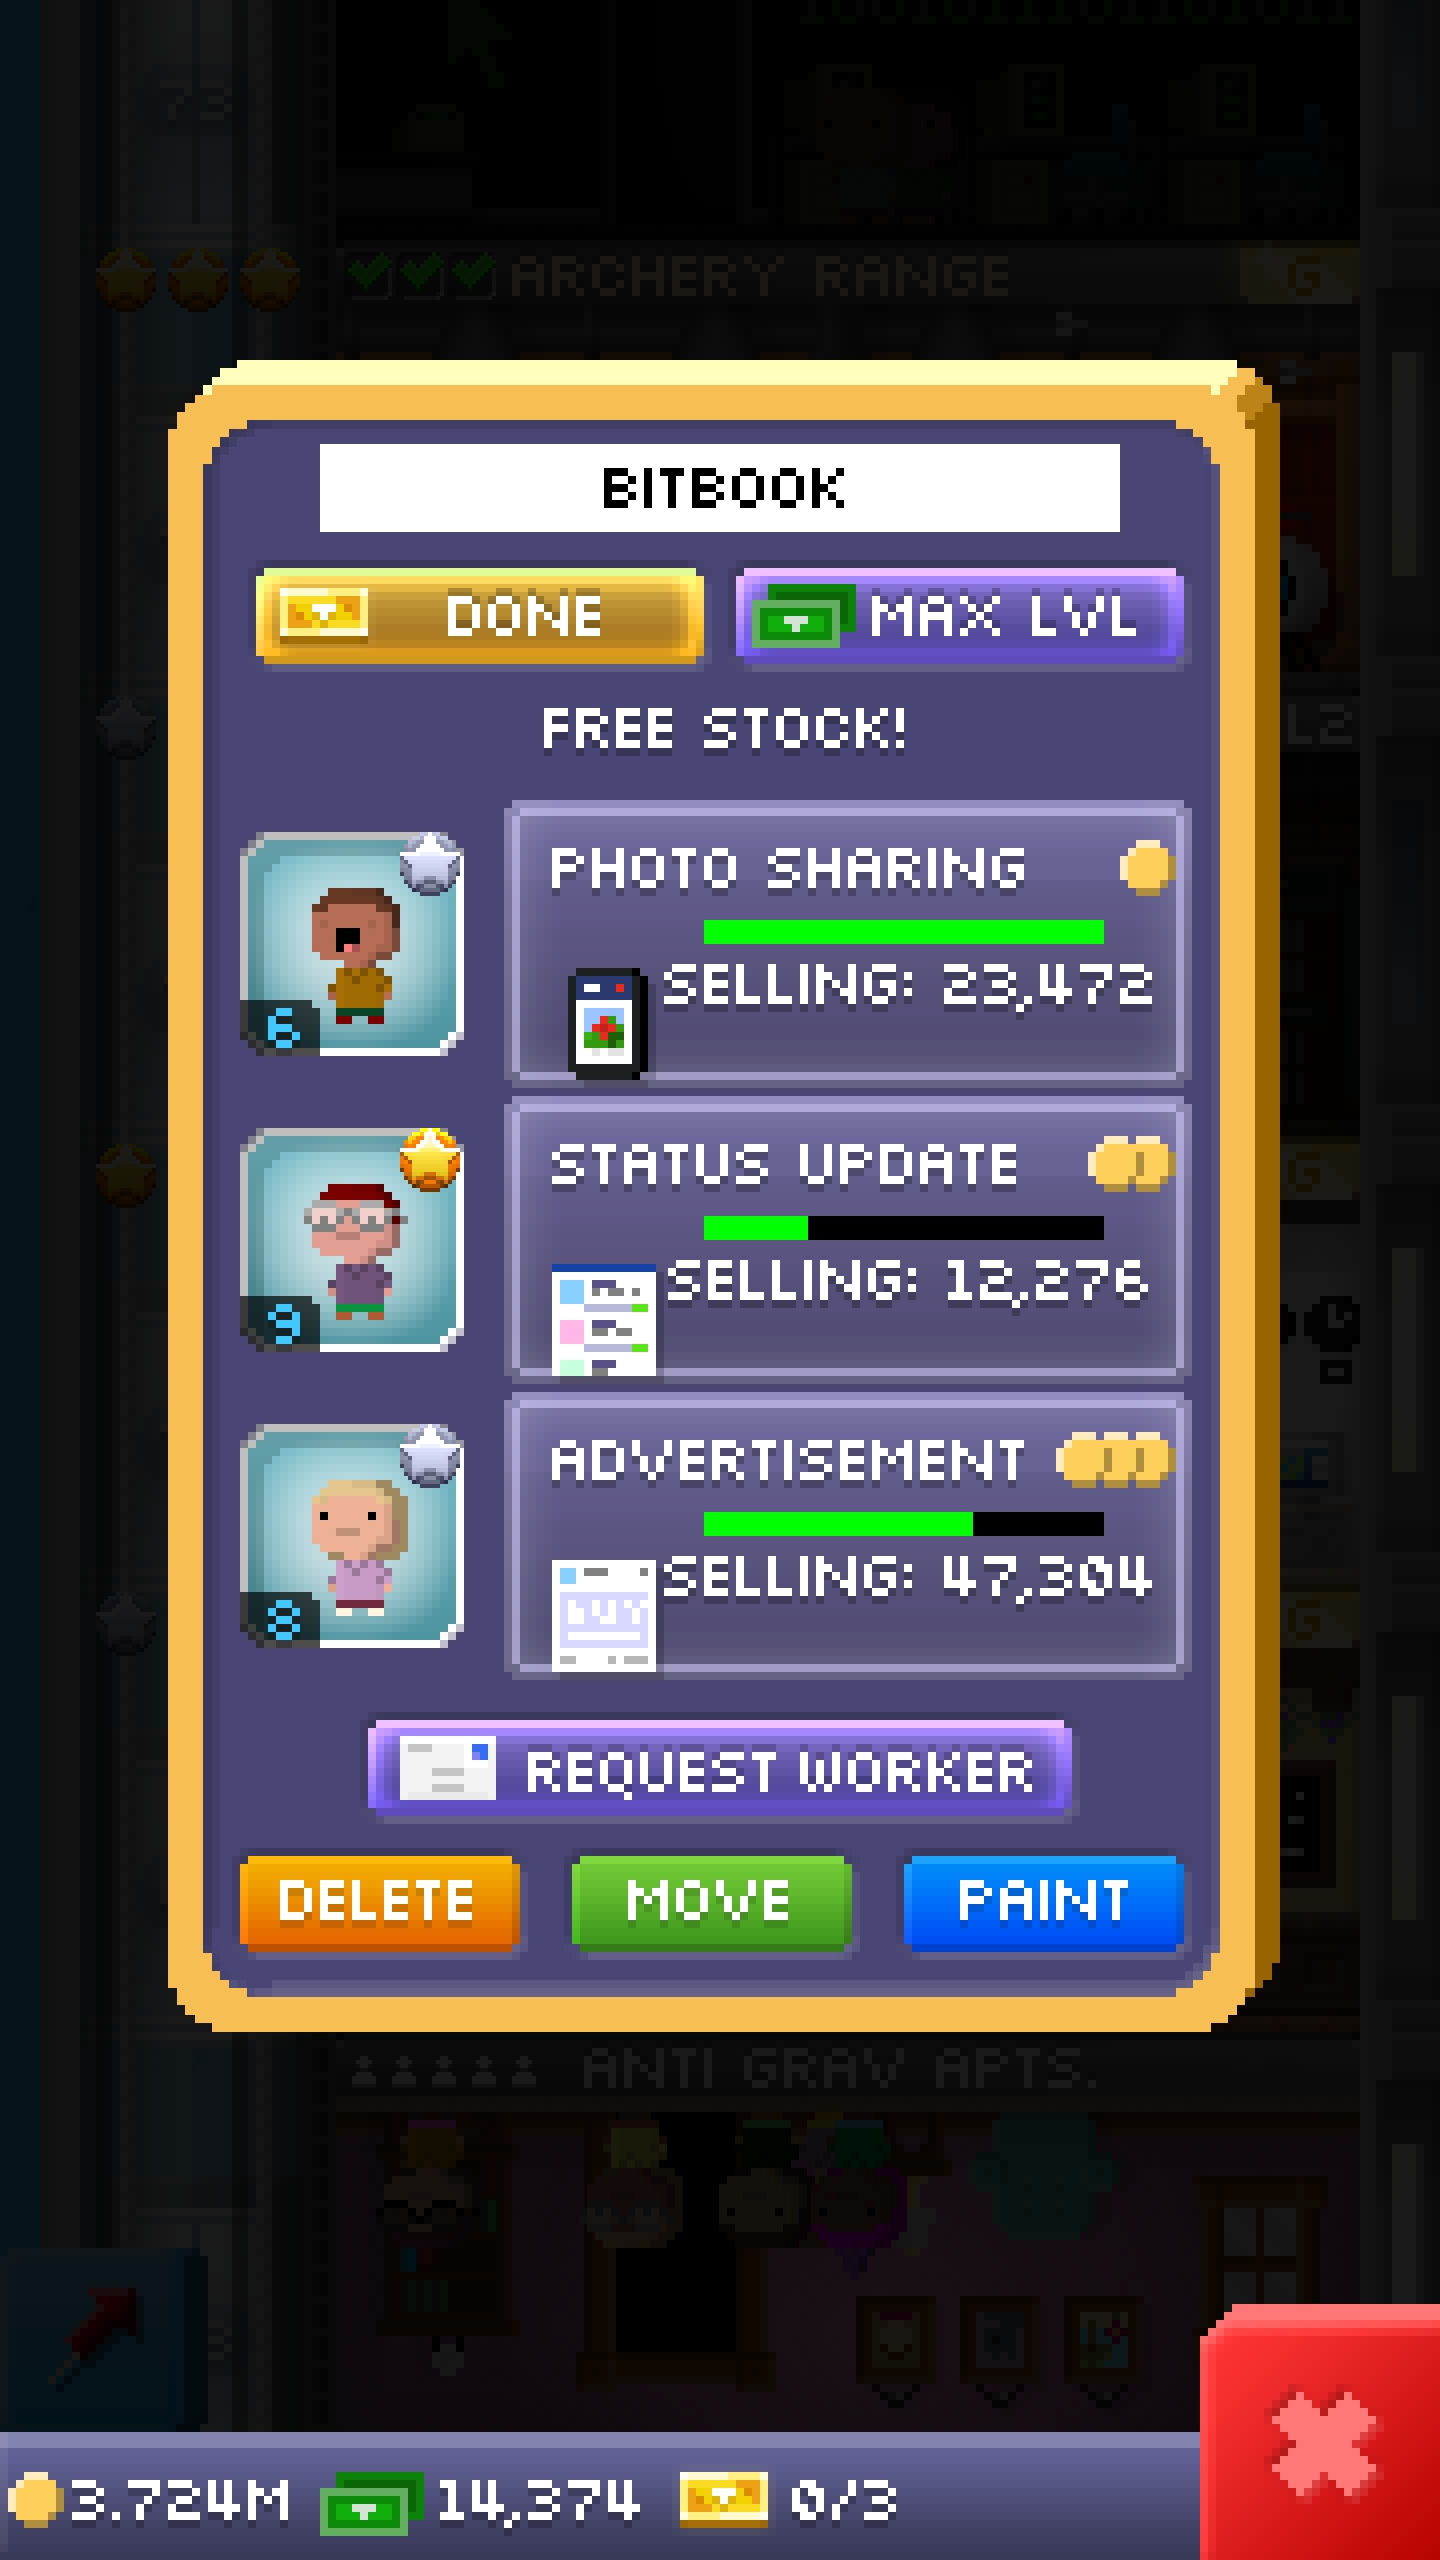 73
ARCHERY RANGE G
BITBOOK
DONE
MAX LVL
FREE STOCK!
PHOTO SHARING
SELLING: 23,472
6
STATUS UPDATE
SELLING: 12,276
9
ADVERTISEMENT
SELLING: 47,304
8
REQUEST WORKER
DELETE
MOVE
PAINT
ANTI GRAV APTS.
3.724M
14,374
0/3